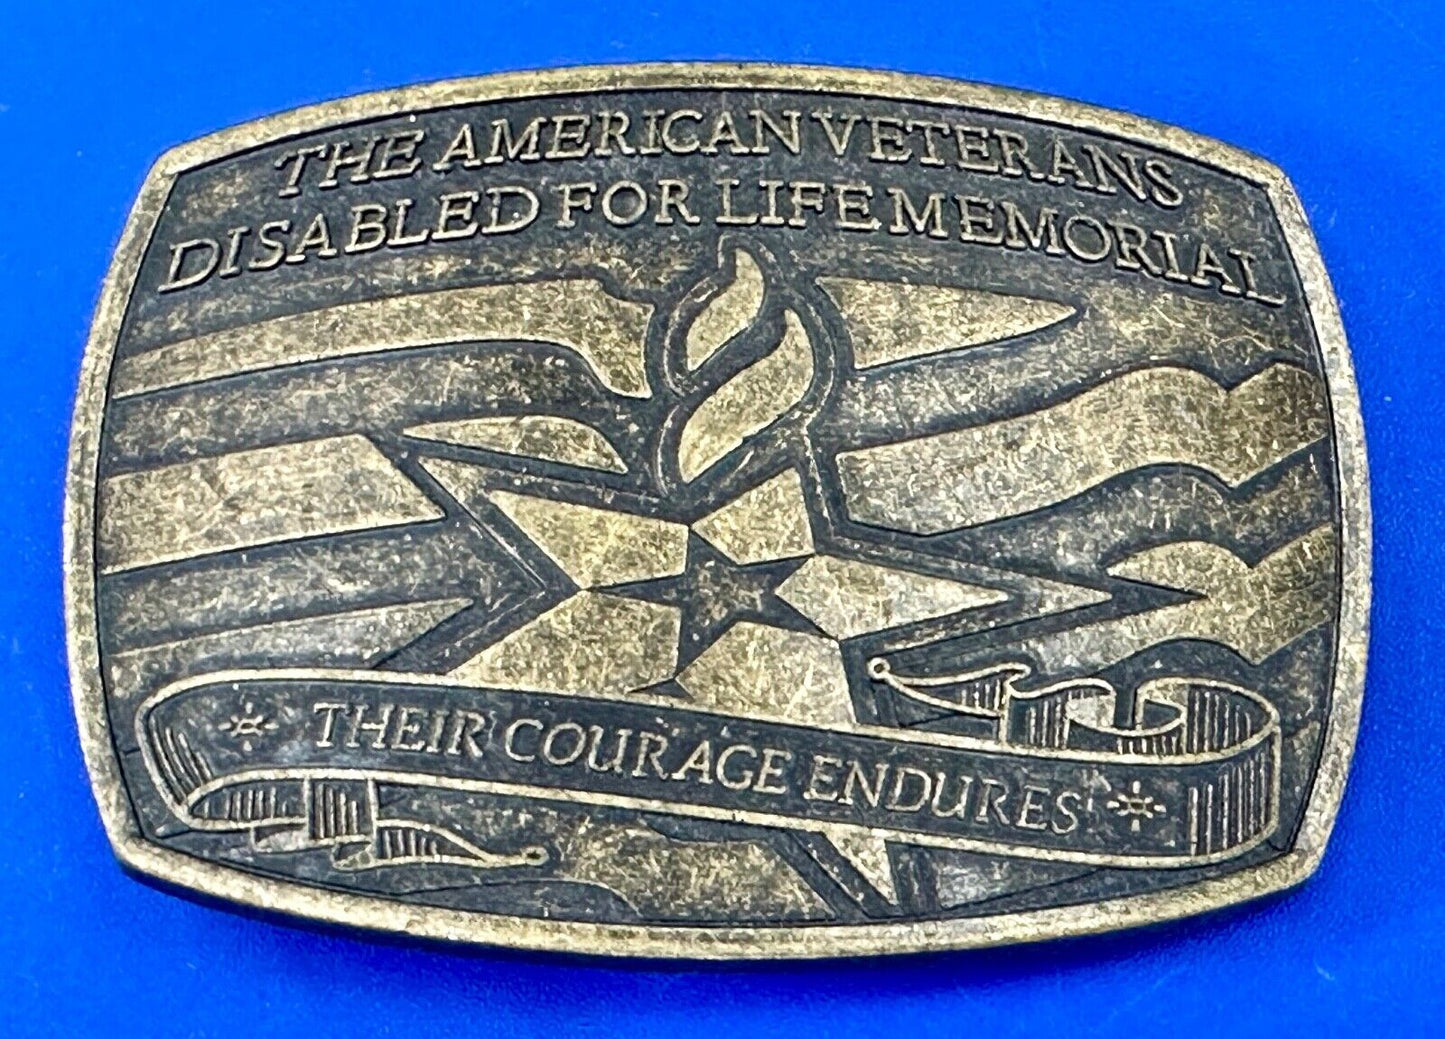 THE AMERICAN VETERANS
DISABLED FOR LIFE MEMORIAL
THEIR COURAGE ENDURES